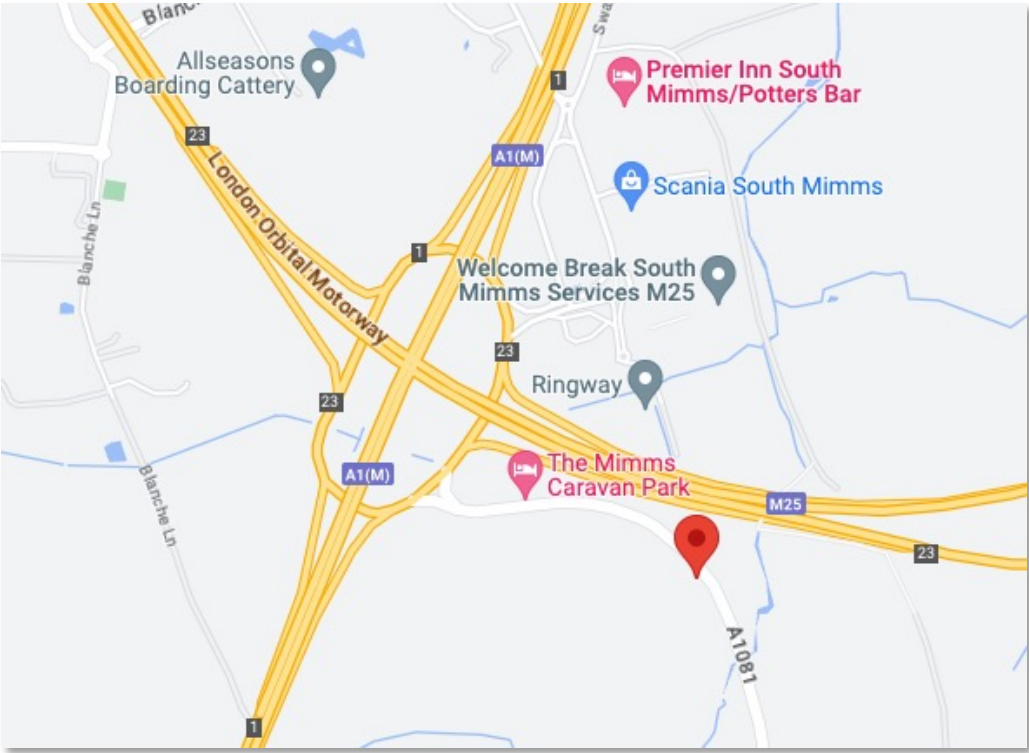 Blanc
Swa
Allseasons
Boarding Cattery
1
Premier Inn South
Mimms/Potters Bar
23
A1(M)
Scania South Mimms
London Orbital Motorway
Blanche Ln
1
Welcome Break South
Mimms Services M25
23
Ringway
23
A1(M)
The Mimms
Caravan Park
Blanche Ln
M25
23
A1081
1